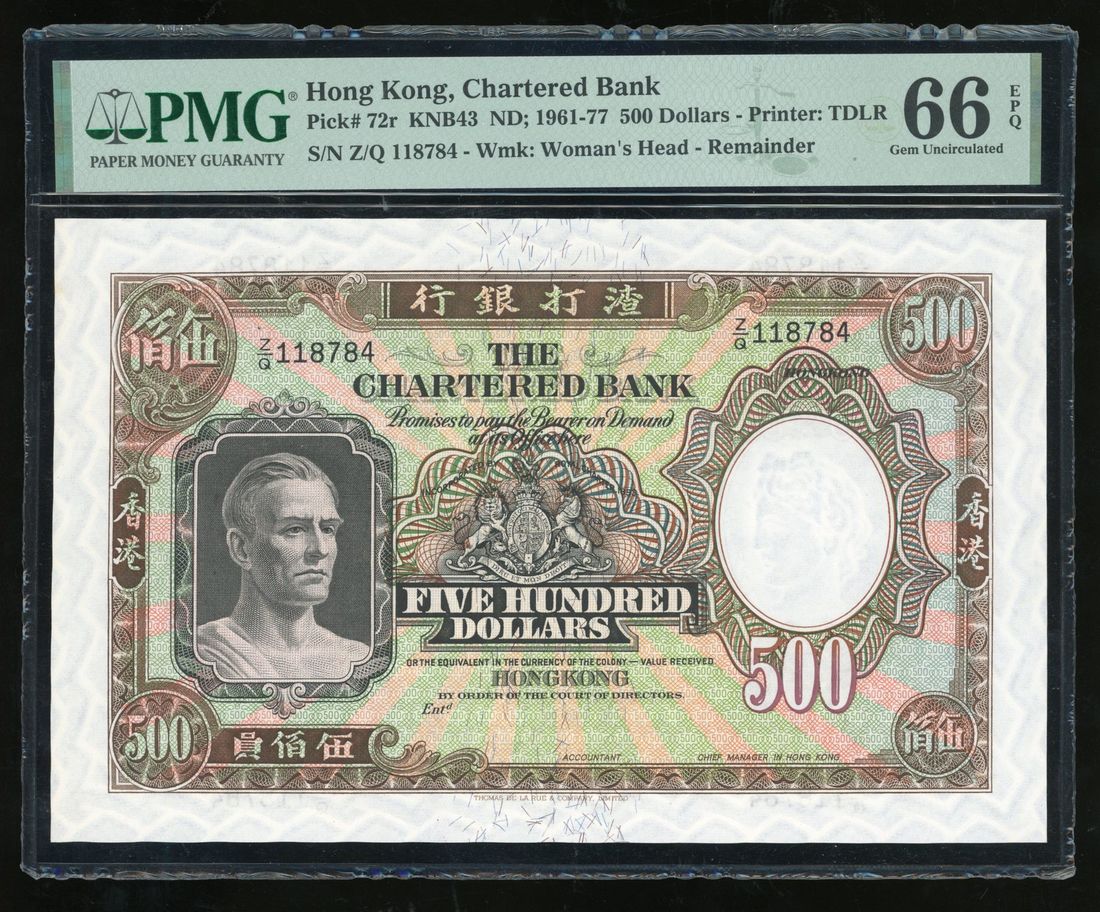 PMG®
PAPER MONEY GUARANTY
Hong Kong, Chartered Bank
Pick# 72r KNB43 ND; 1961-77 500 Dollars - Printer: TDLR
S/N Z/Q 118784 - Wmk: Woman's Head - Remainder
66
EPQ
Gem Uncirculated
行銀打渣
佰伍
500
Z/Q 118784
Z/Q 118784
THE
CHARTERED BANK
HONGKONG
Promises to pay the Bearer on Demand
at its Office here
香港
香港
DIEU ET MON DROIT
FIVE HUNDRED
DOLLARS
OR THE EQUIVALENT IN THE CURRENCY OF THE COLONY — VALUE RECEIVED
HONGKONG
BY ORDER OF THE COURT OF DIRECTORS.
Entd
500
500
員佰伍
佰伍
ACCOUNTANT
CHIEF MANAGER IN HONG KONG
THOMAS DE LA RUE & COMPANY, LIMITED